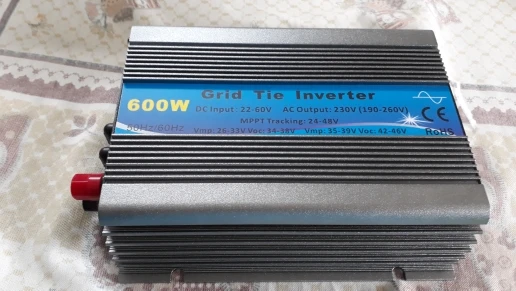 Grid Tie Inverter
600W
DC Input: 22-60V AC Output: 230V (190-260V)
MPPT Tracking: 24-48V
50Hz/60Hz
Vmp: 26-33V Voc: 34-38V Vmp: 35-39V Voc: 42-46V
CE
RoHS